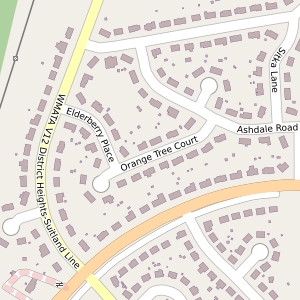 Sitka Lane
Elderberry Place
Ashdale Road
Orange Tree Court
WMATA V12 District Heights-Suitland Line